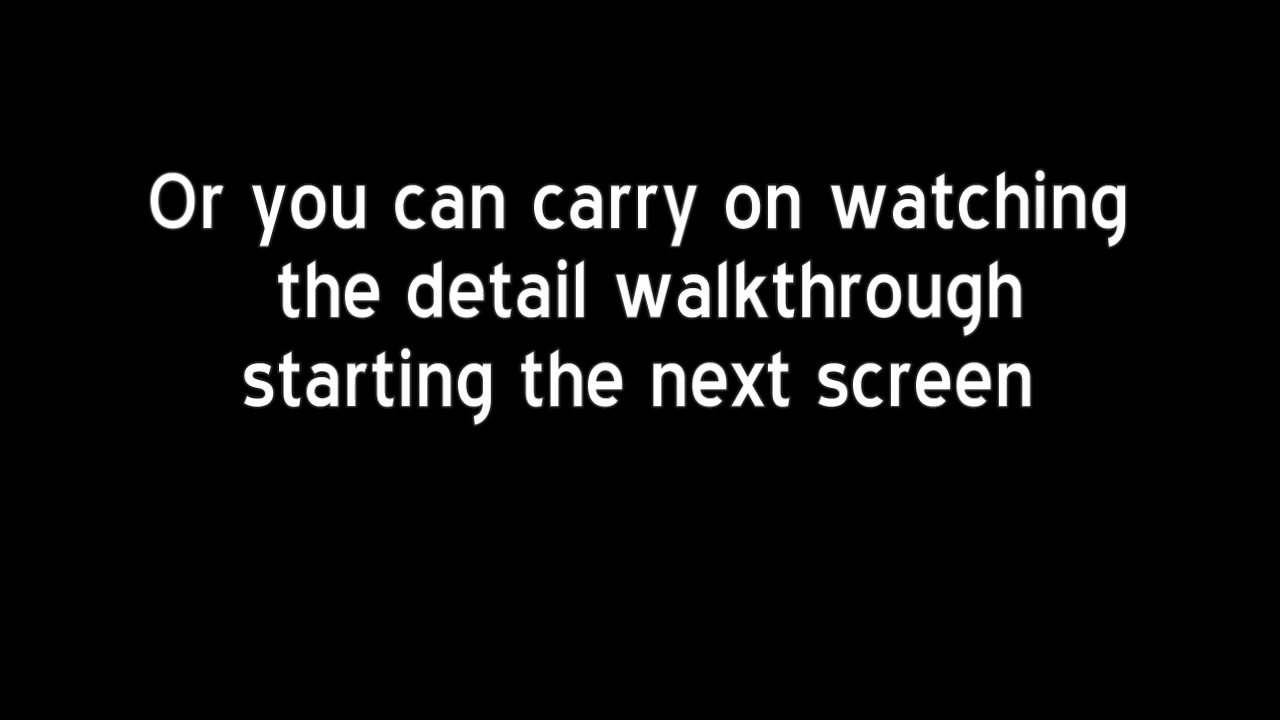 Or you can carry on watching
the detail walkthrough
starting the next screen